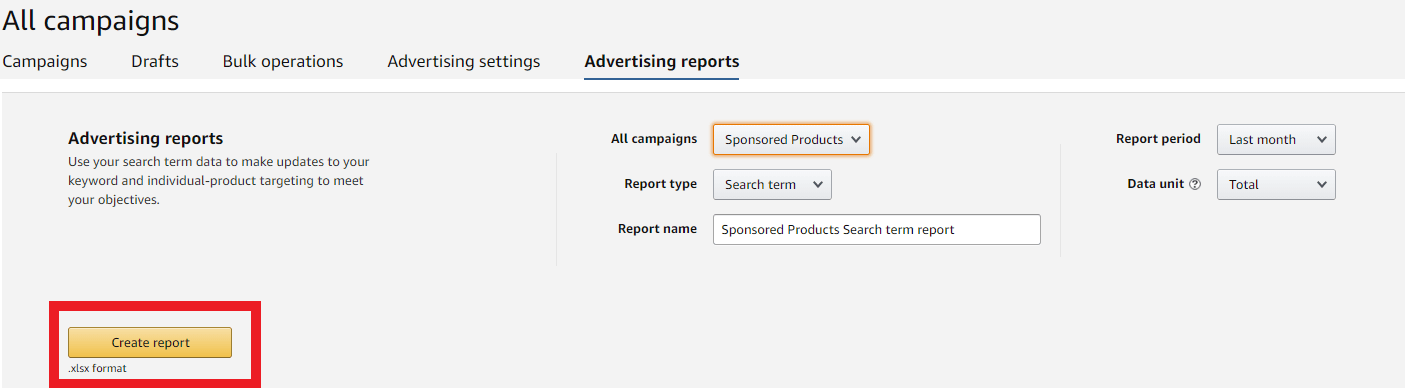 All campaigns
Campaigns Drafts Bulk operations Advertising settings Advertising reports
Advertising reports
Use your search term data to make updates to your
keyword and individual-product targeting to meet
your objectives.
All campaigns Sponsored Products
Report type Search term
Report name Sponsored Products Search term report
Report period Last month
Data unit ? Total
Create report
.xlsx format